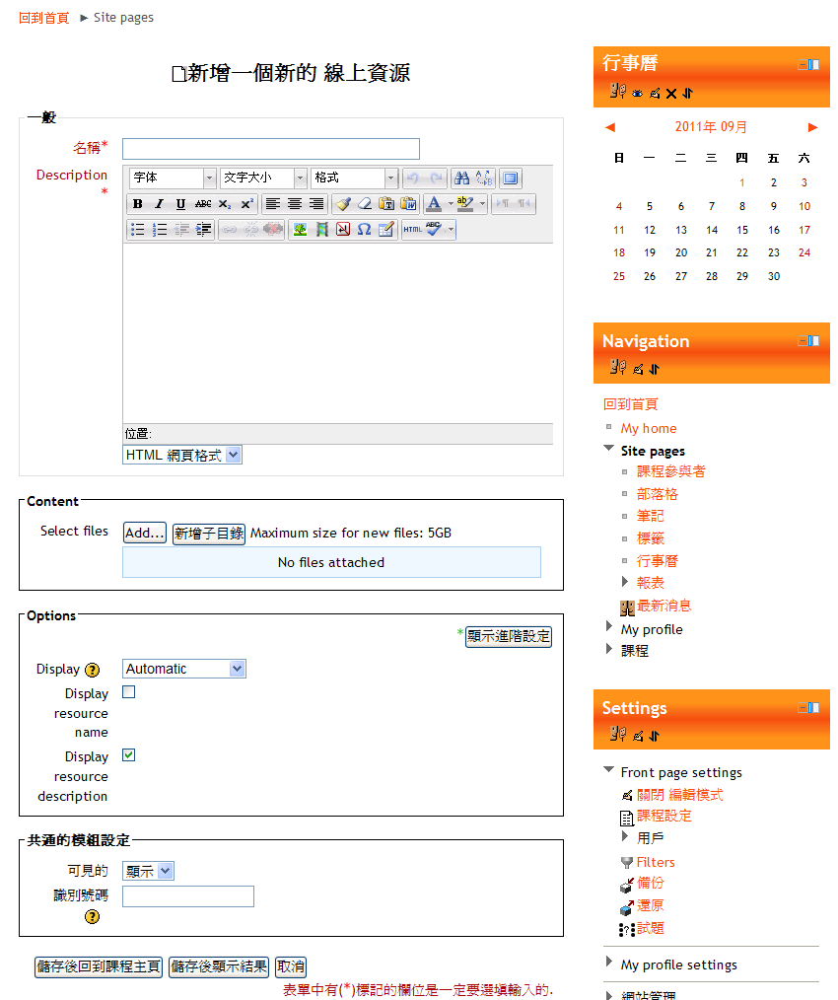 回到首頁 ► Site pages
新增一個新的 線上資源
一般
名稱*
Description
*
字体 文字大小 格式
B I U ABC X₂ X²
HTML ABC
位置:
HTML 網頁格式
Content
Select files Add... 新增子目錄 Maximum size for new files: 5GB
No files attached
Options
*顯示進階設定
Display Automatic
Display
resource
name
Display
resource
description
共通的模組設定
可見的 顯示
識別號碼
儲存後回到課程主頁 儲存後顯示結果 取消
表單中有(*)標記的欄位是一定要選填輸入的.
行事曆
◄ 2011年 09月 ►
日 一 二 三 四 五 六
1 2 3
4 5 6 7 8 9 10
11 12 13 14 15 16 17
18 19 20 21 22 23 24
25 26 27 28 29 30
Navigation
回到首頁
My home
Site pages
課程參與者
部落格
筆記
標籤
行事曆
報表
最新消息
My profile
課程
Settings
Front page settings
關閉 編輯模式
課程設定
用戶
Filters
備份
還原
試題
My profile settings
網站管理